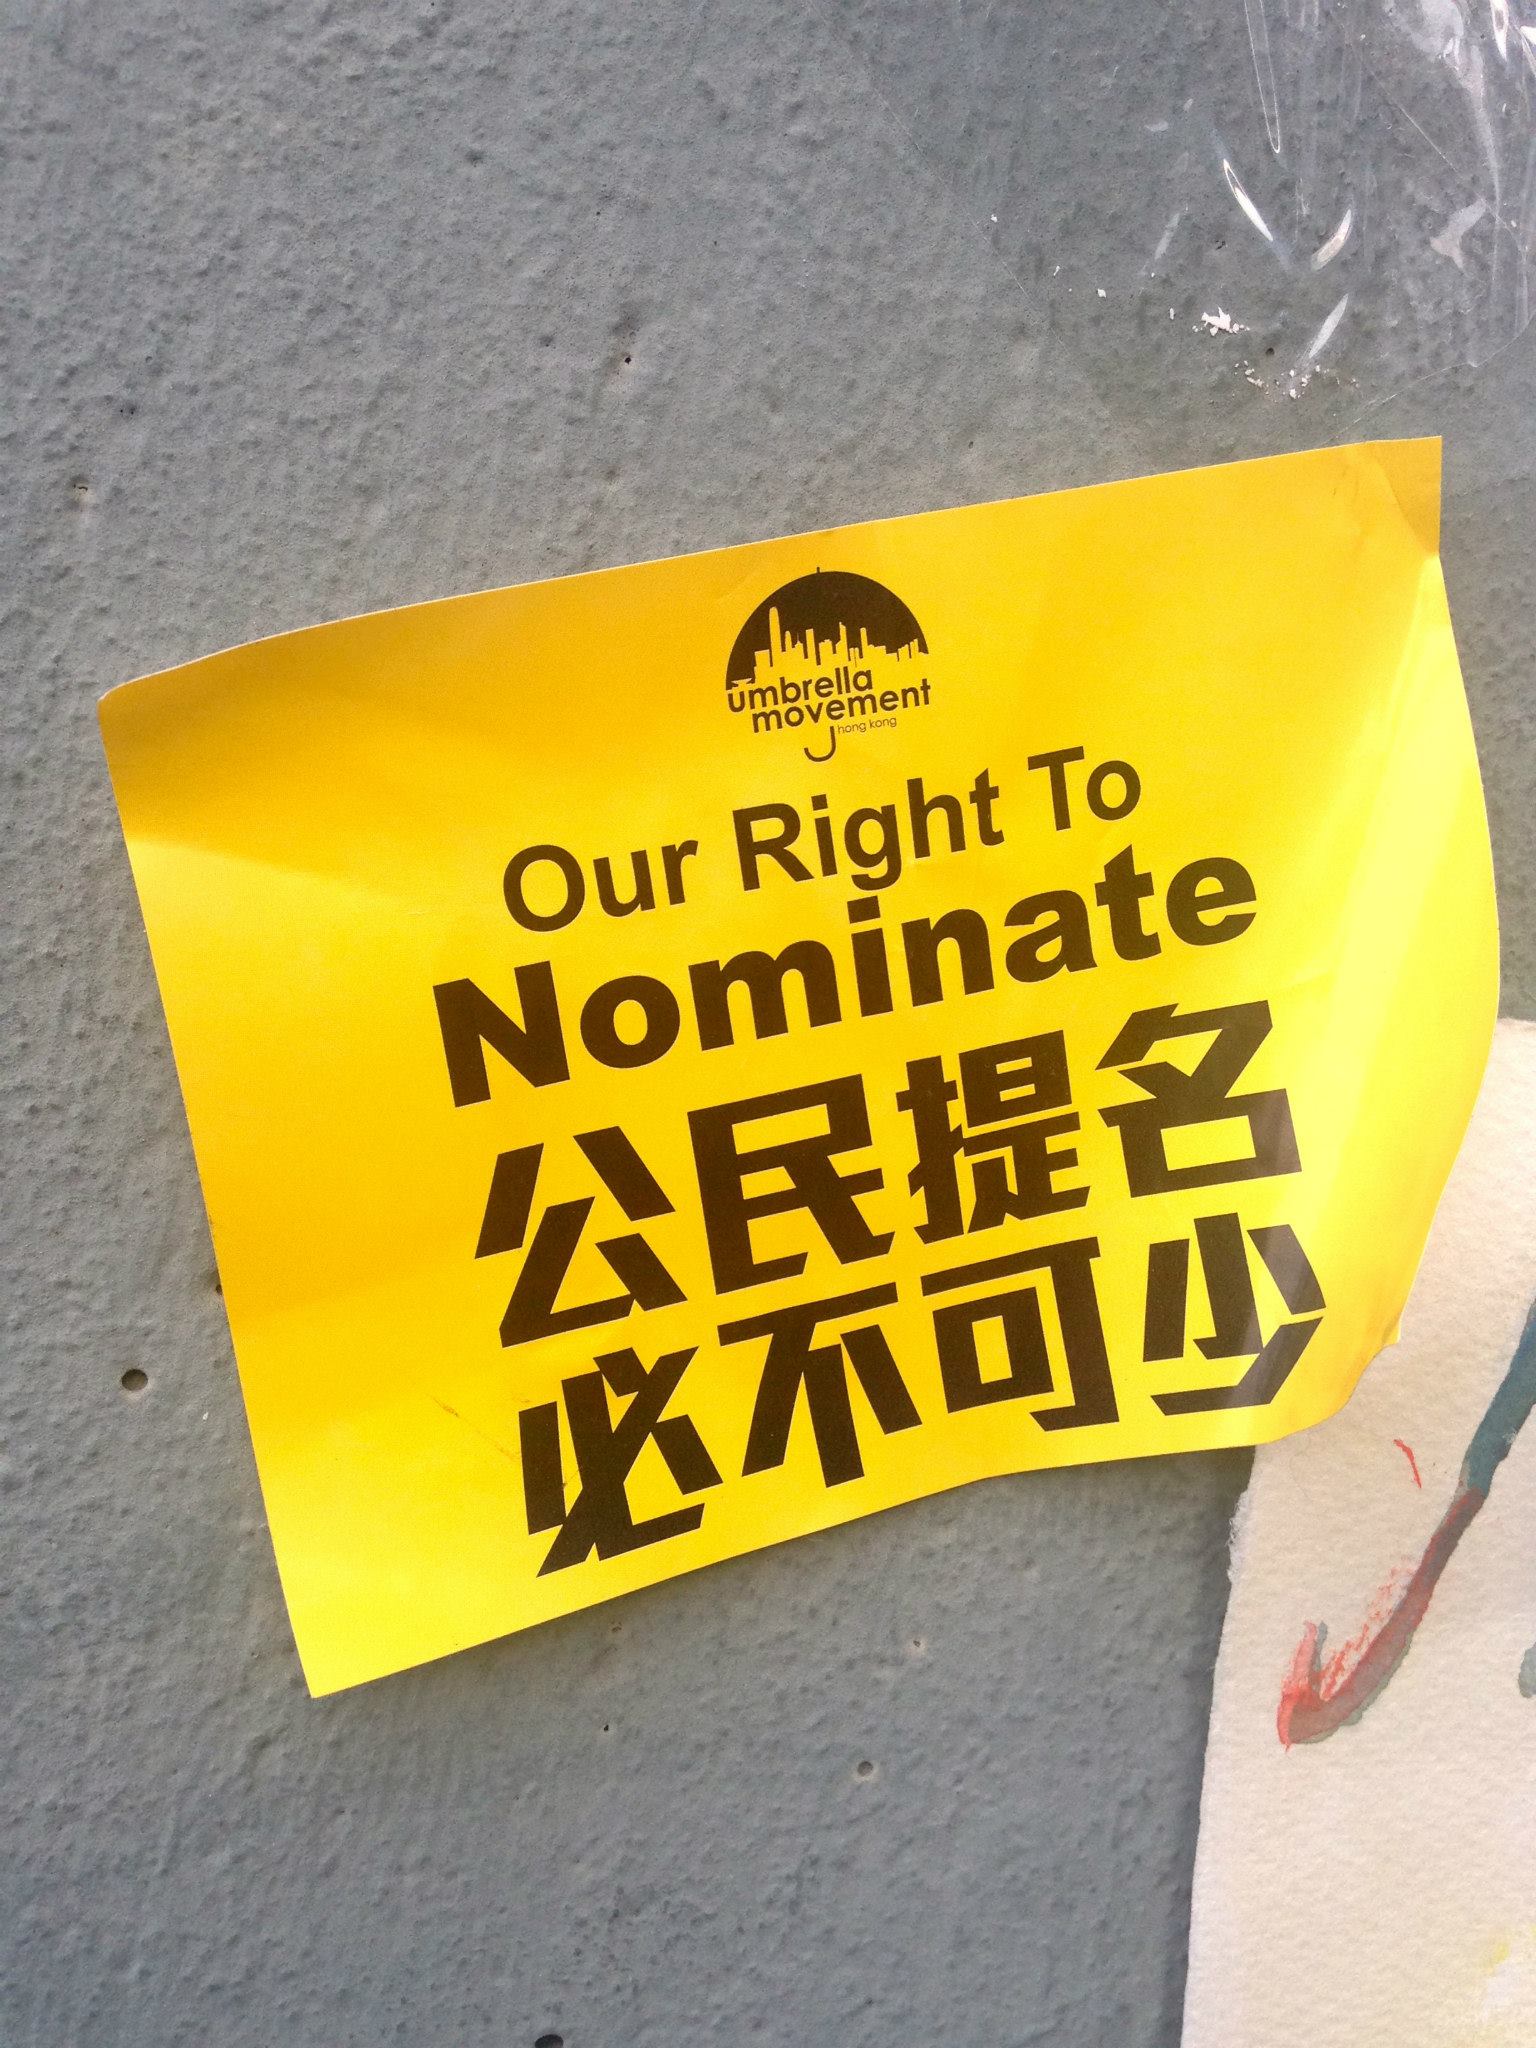 umbrella
movement
hong kong
Our Right To
Nominate
公民提名
必不可少